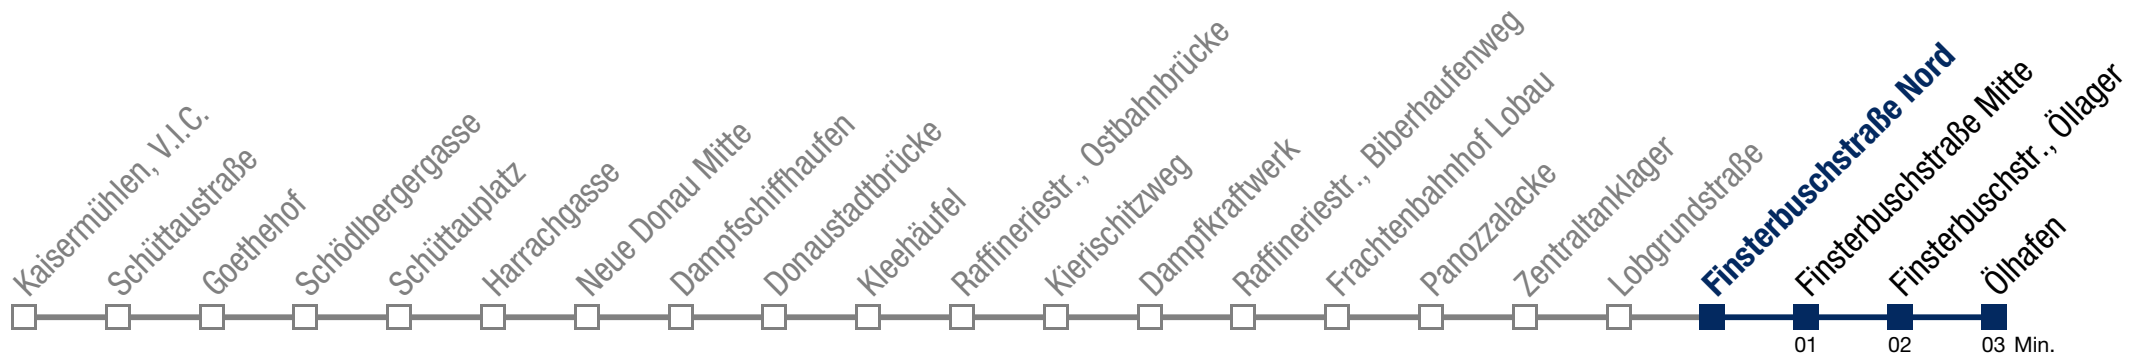 Kaisermühlen, V.I.C.
Schüttaustraße
Goethehof
Schödlbergergasse
Schüttauplatz
Harrachgasse
Neue Donau Mitte
Dampfschiffhaufen
Donaustadtbrücke
Kleehäufel
Raffineriestr., Ostbahnbrücke
Kierischitzweg
Dampfkraftwerk
Raffineriestr., Biberhaufenweg
Frachtenbahnhof Lobau
Panozzalacke
Zentraltanklager
Lobgrundstraße
Finsterbuschstraße Nord
Finsterbuschstraße Mitte
Finsterbuschstr., Öllager
Ölhafen
01 02 03 Min.